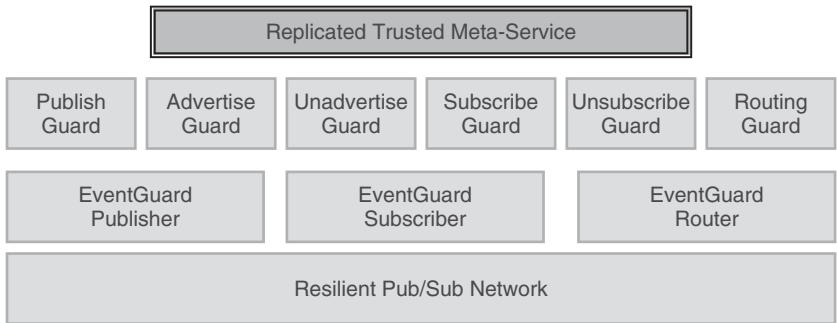 Replicated Trusted Meta-Service
Publish
Guard
Advertise
Guard
Unadvertise
Guard
Subscribe
Guard
Unsubscribe
Guard
Routing
Guard
EventGuard
Publisher
EventGuard
Subscriber
EventGuard
Router
Resilient Pub/Sub Network